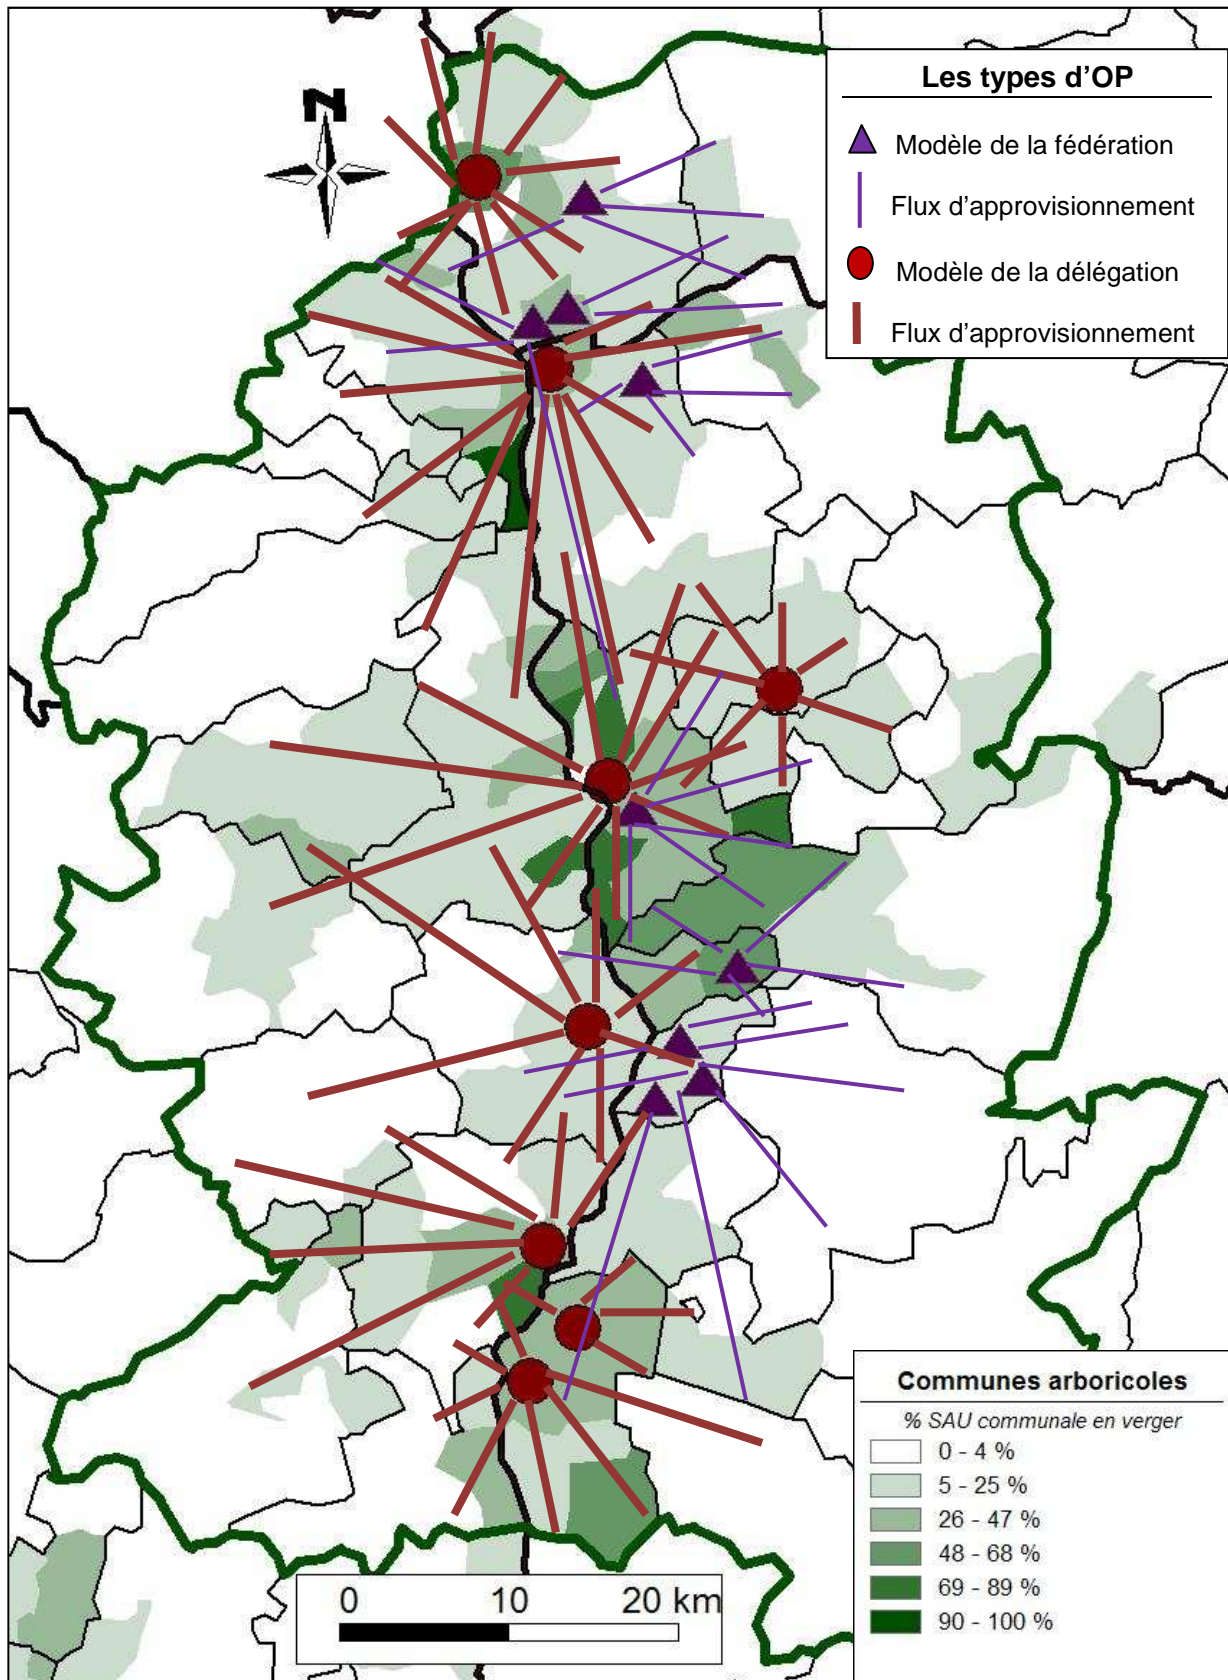 N
Les types d'OP
Modèle de la fédération
Flux d'approvisionnement
Modèle de la délégation
Flux d'approvisionnement
Communes arboricoles
% SAU communale en verger
0 - 4 %
5 - 25 %
26 - 47 %
48 - 68 %
69 - 89 %
90 - 100 %
0 10 20 km